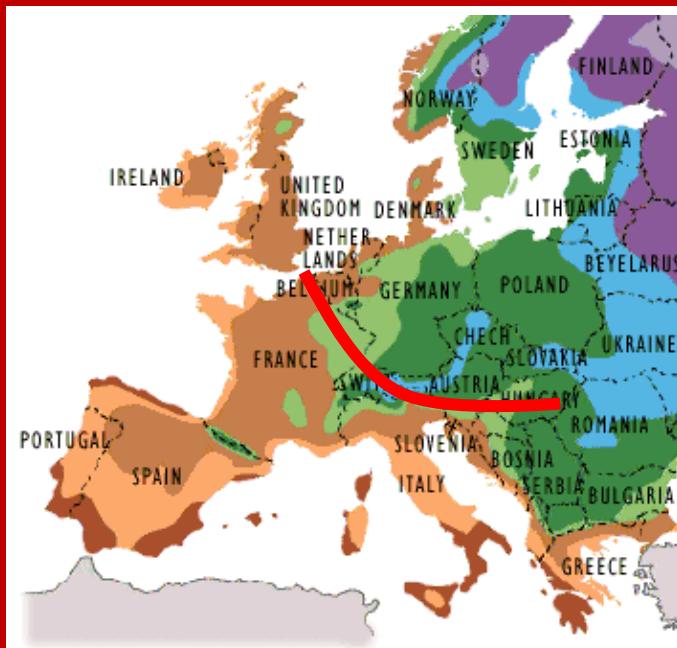 FINLAND
NORWAY
ESTONIA
SWEDEN
IRELAND
UNITED
KINGDOM
DENMARK
LITHUANIA
NETHER
LANDS
BEYELARUS
BELGIUM
GERMANY
POLAND
CHECH
UKRAINE
FRANCE
SLOVAKIA
SWITZ
AUSTRIA
HUNGARY
ROMANIA
PORTUGAL
SLOVENIA
BOSNIA
SPAIN
ITALY
SERBIA
BULGARIA
GREECE